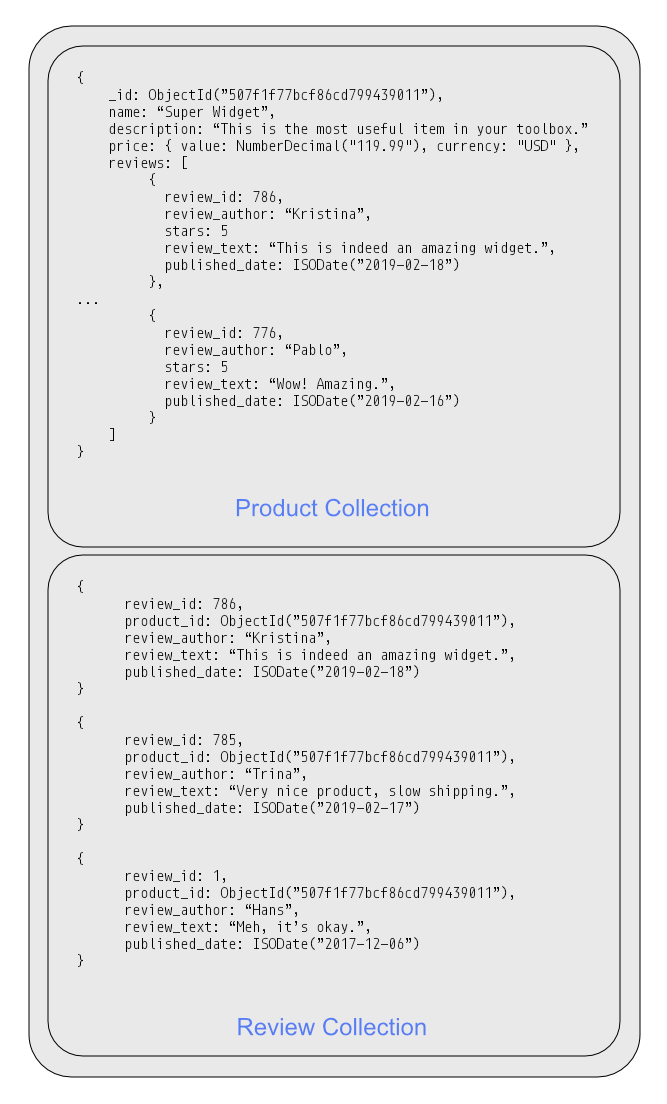 {
    _id: ObjectId(”507f1f77bcf86cd799439011”),
    name: “Super Widget”,
    description: “This is the most useful item in your toolbox.”
    price: { value: NumberDecimal("119.99"), currency: "USD" },
    reviews: [
         {
           review_id: 786,
           review_author: “Kristina”,
           stars: 5
           review_text: “This is indeed an amazing widget.”,
           published_date: ISODate(”2019-02-18”)
         },
...
         {
           review_id: 776,
           review_author: “Pablo”,
           stars: 5
           review_text: “Wow! Amazing.”,
           published_date: ISODate(”2019-02-16”)
         }
    ]
}
Product Collection
{
      review_id: 786,
      product_id: ObjectId(”507f1f77bcf86cd799439011”),
      review_author: “Kristina”,
      review_text: “This is indeed an amazing widget.”,
      published_date: ISODate(”2019-02-18”)
}
{
      review_id: 785,
      product_id: ObjectId(”507f1f77bcf86cd799439011”),
      review_author: “Trina”,
      review_text: “Very nice product, slow shipping.”,
      published_date: ISODate(”2019-02-17”)
}
{
      review_id: 1,
      product_id: ObjectId(”507f1f77bcf86cd799439011”),
      review_author: “Hans”,
      review_text: “Meh, it’s okay.”,
      published_date: ISODate(”2017-12-06”)
}
Review Collection